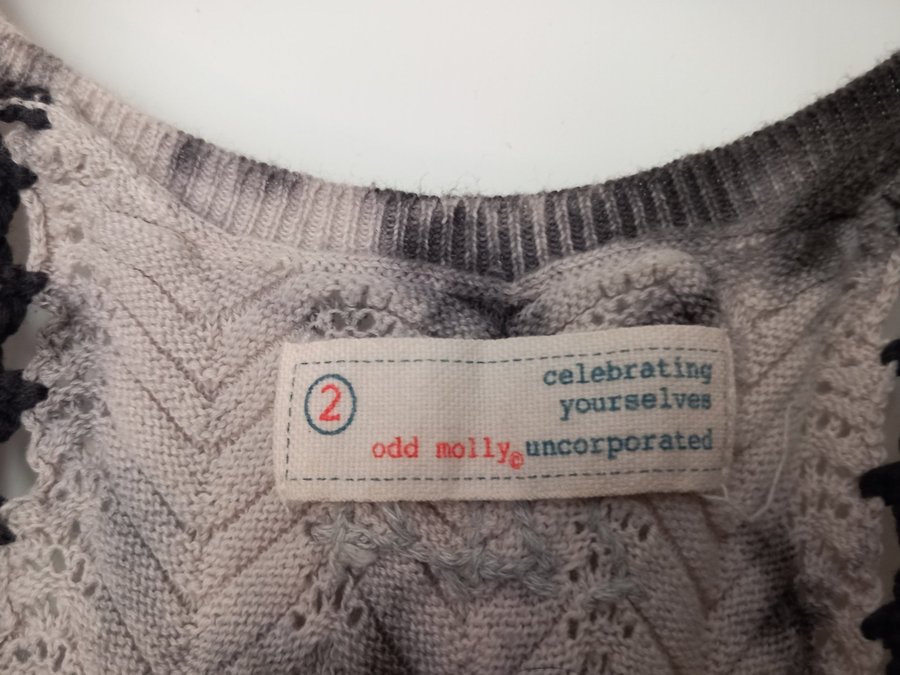 2
celebrating
yourselves
odd molly© uncorporated